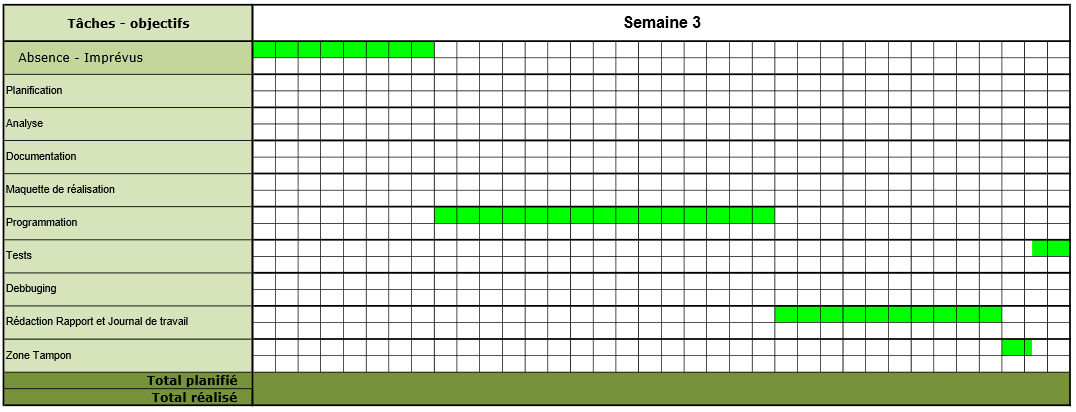 Tâches - objectifs
Semaine 3
Absence - Imprévus
Planification
Analyse
Documentation
Maquette de réalisation
Programmation
Tests
Debbuging
Rédaction Rapport et Journal de travail
Zone Tampon
Total planifié
Total réalisé